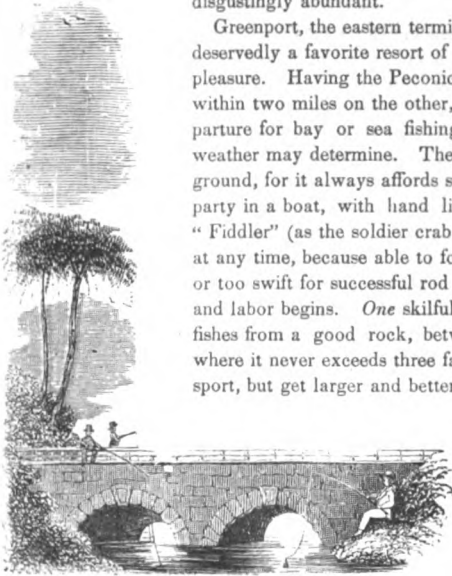 disgustingly abundant.
Greenport, the eastern termi
deservedly a favorite resort of
pleasure. Having the Peconic
within two miles on the other,
parture for bay or sea fishing
weather may determine. The
ground, for it always affords s
party in a boat, with hand li
“ Fiddler” (as the soldier crab
at any time, because able to fo
or too swift for successful rod
and labor begins. One skilful
fishes from a good rock, betw
where it never exceeds three fa
sport, but get larger and better